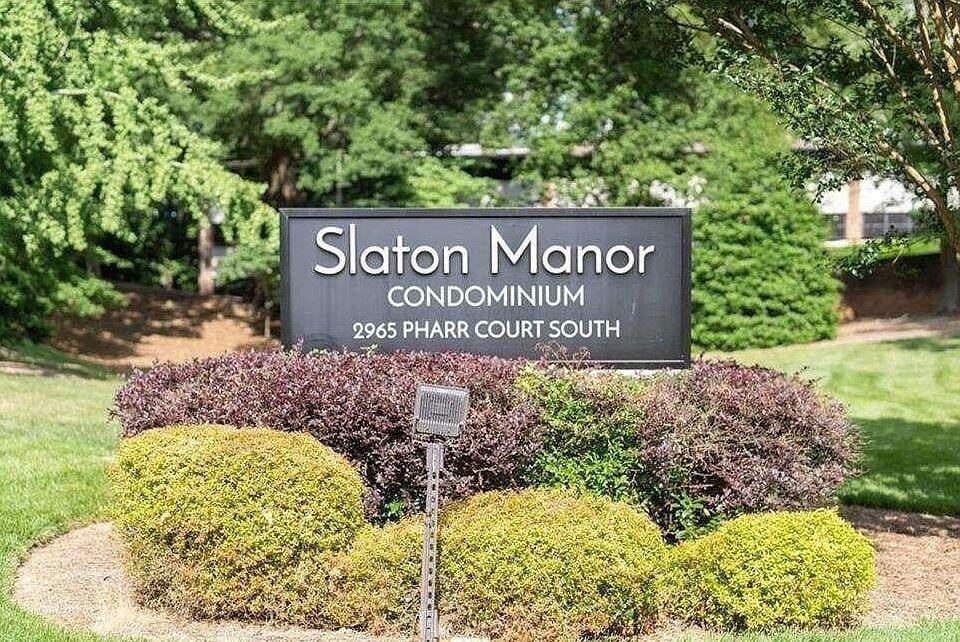 Slaton Manor
CONDOMINIUM
2965 PHARR COURT SOUTH